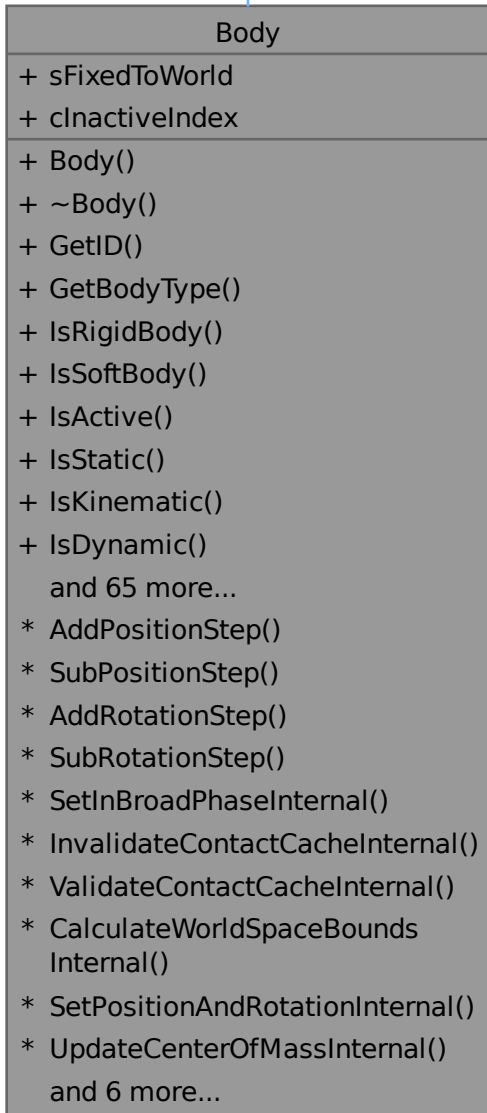 Body
+ sFixedToWorld
+ cInactiveIndex
+ Body()
+ ~Body()
+ GetID()
+ GetBodyType()
+ IsRigidBody()
+ IsSoftBody()
+ IsActive()
+ IsStatic()
+ IsKinematic()
+ IsDynamic()
and 65 more...
* AddPositionStep()
* SubPositionStep()
* AddRotationStep()
* SubRotationStep()
* SetInBroadPhaseInternal()
* InvalidateContactCacheInternal()
* ValidateContactCacheInternal()
* CalculateWorldSpaceBounds
Internal()
* SetPositionAndRotationInternal()
* UpdateCenterOfMassInternal()
and 6 more...